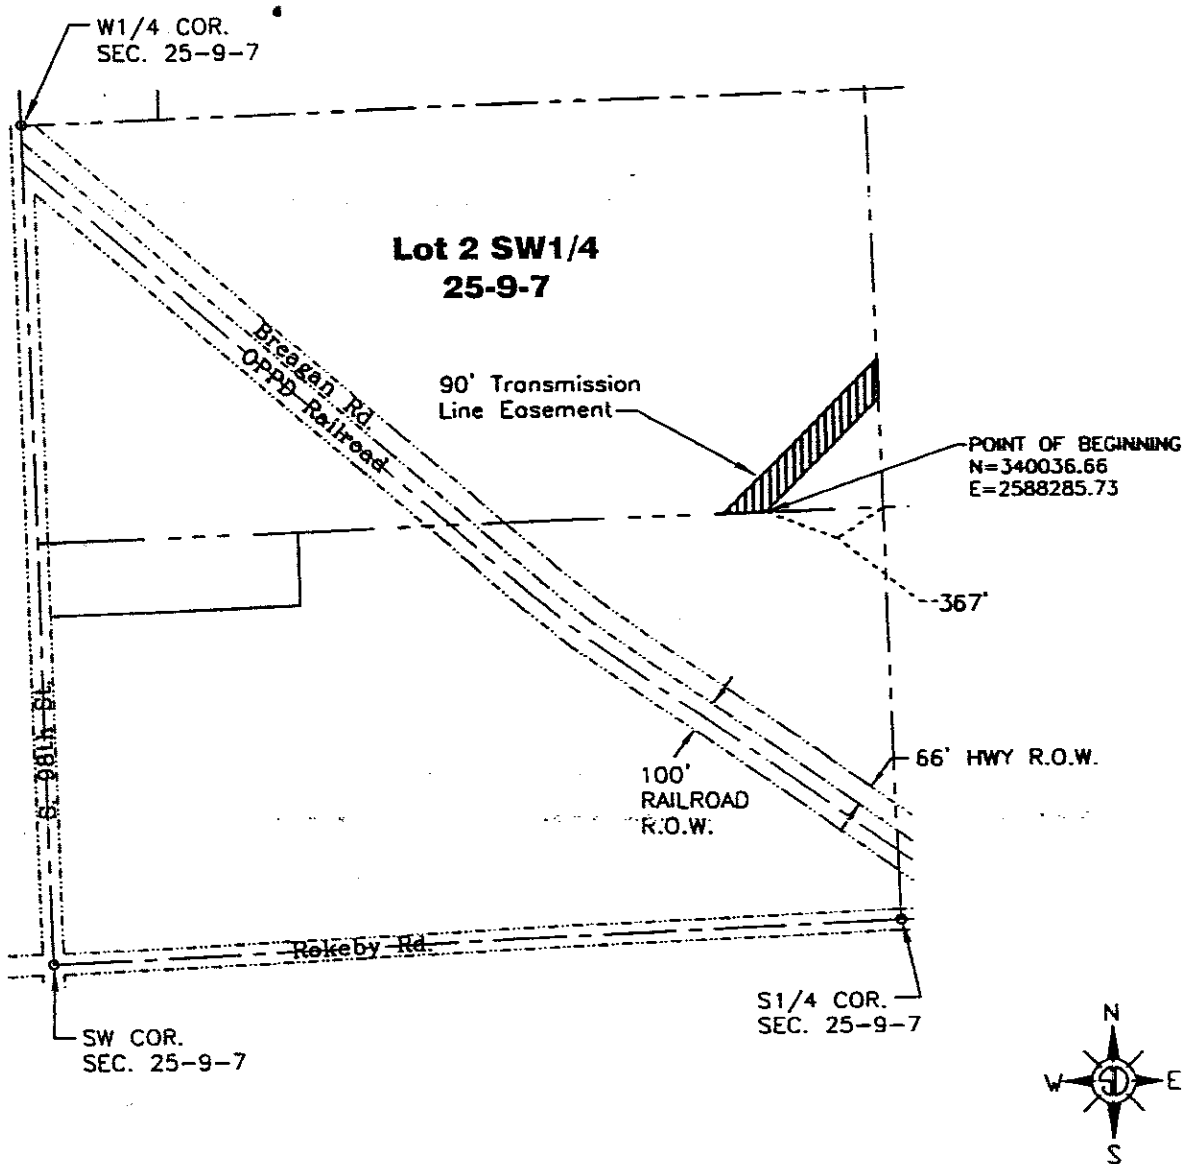 W1/4 COR.
SEC. 25-9-7
Lot 2 SW1/4
25-9-7
Breagan Rd.
OPPD Railroad
90' Transmission
Line Easement
POINT OF BEGINNING
N=340036.66
E=2588285.73
367'
S. 98th St.
66' HWY R.O.W.
100'
RAILROAD
R.O.W.
Rokeby Rd.
S1/4 COR.
SEC. 25-9-7
SW COR.
SEC. 25-9-7
N
W
E
S